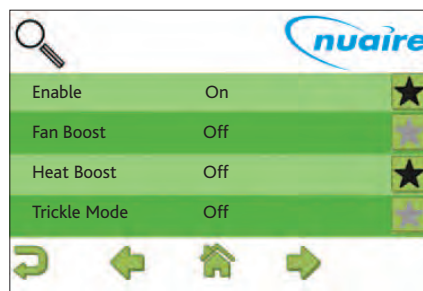 nuaire
Enable On
Fan Boost Off
Heat Boost Off
Trickle Mode Off